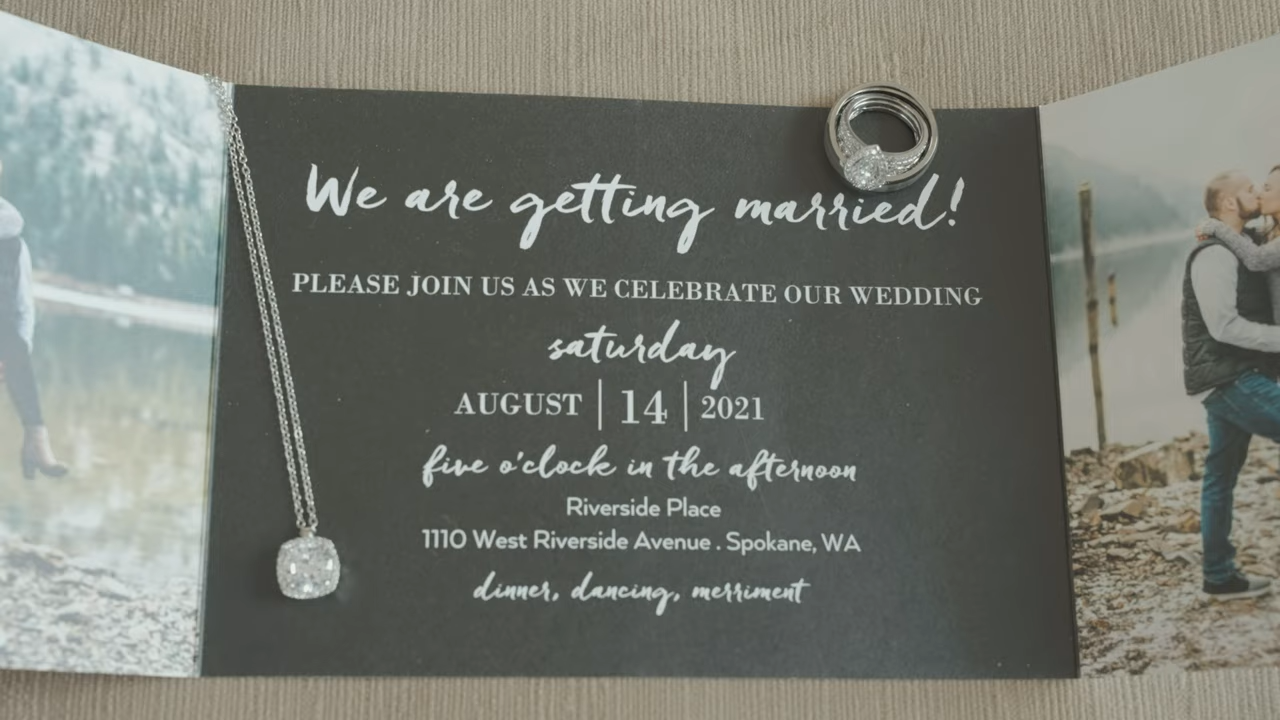 We are getting married!
PLEASE JOIN US AS WE CELEBRATE OUR WEDDING
saturday
AUGUST | 14 | 2021
five o'clock in the afternoon
Riverside Place
1110 West Riverside Avenue . Spokane, WA
dinner, dancing, merriment